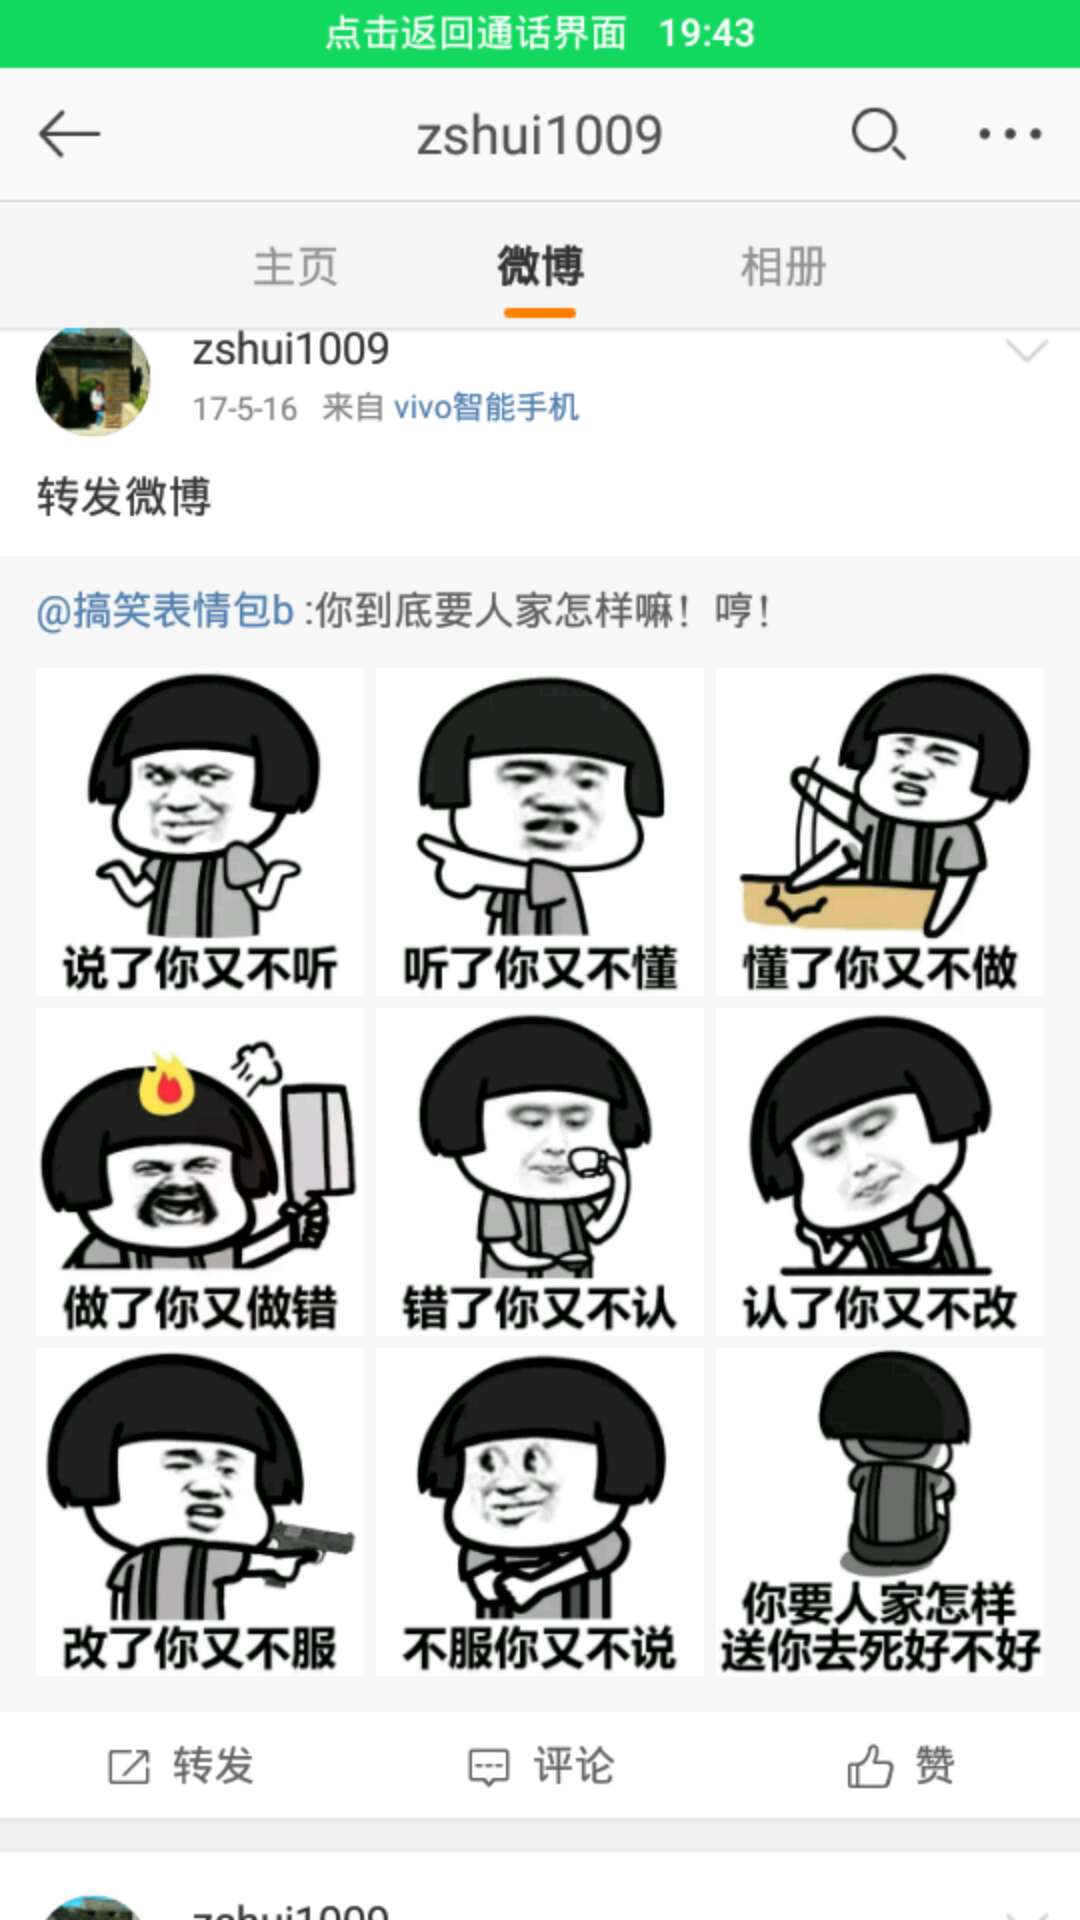 点击返回通话界面 19:43
zshui1009
主页 微博 相册
zshui1009
17-5-16 来自 vivo智能手机
转发微博
@搞笑表情包b :你到底要人家怎样嘛！哼！
说了你又不听
听了你又不懂
懂了你又不做
做了你又做错
错了你又不认
认了你又不改
改了你又不服
不服你又不说
你要人家怎样
送你去死好不好
转发 评论 赞
zshui1009